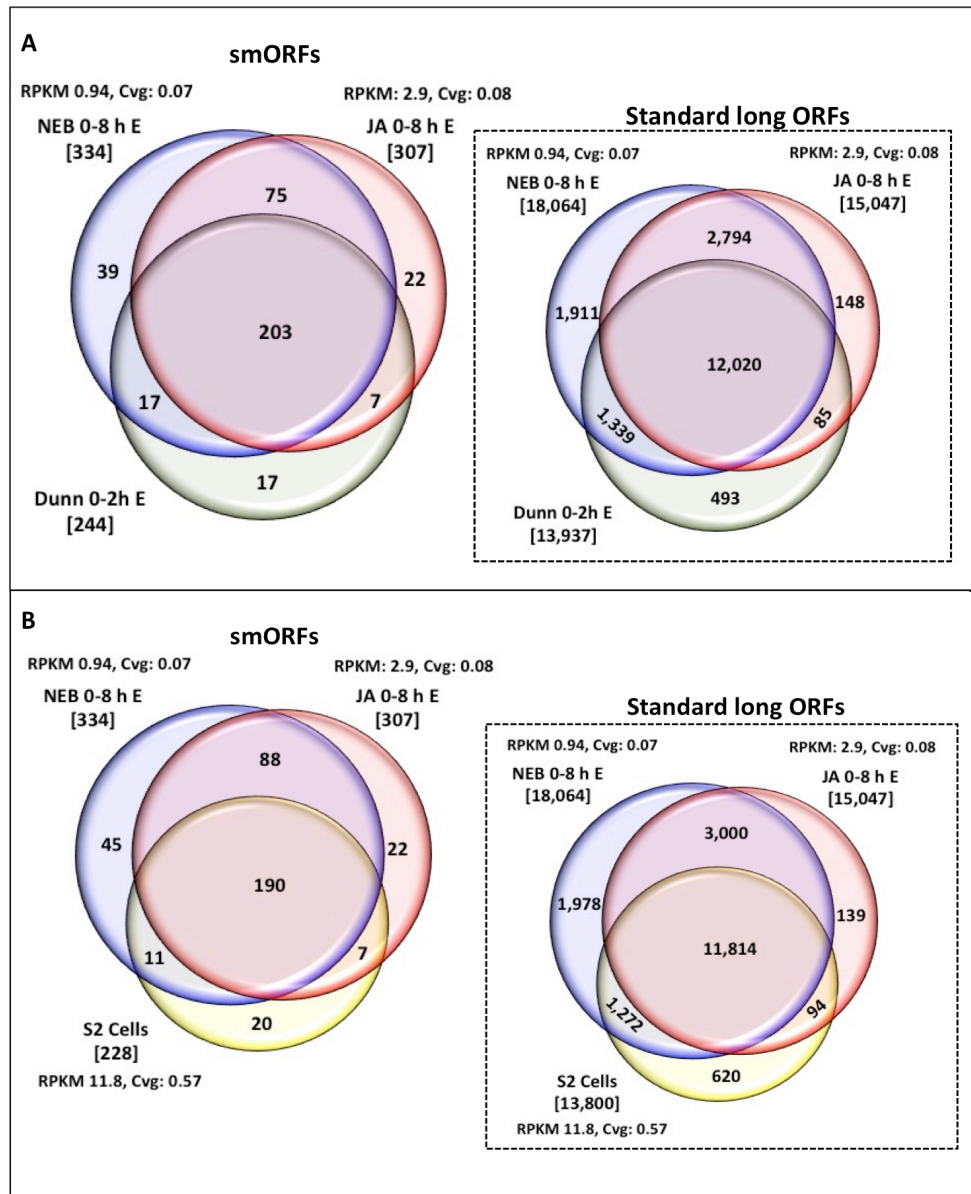 A
smORFs
RPKM 0.94, Cvg: 0.07
RPKM: 2.9, Cvg: 0.08
NEB 0-8 h E
[334]
JA 0-8 h E
[307]
75
39
22
203
17
7
17
Dunn 0-2h E
[244]
Standard long ORFs
RPKM 0.94, Cvg: 0.07
RPKM: 2.9, Cvg: 0.08
NEB 0-8 h E
[18,064]
JA 0-8 h E
[15,047]
2,794
1,911
148
12,020
1,339
85
493
Dunn 0-2h E
[13,937]
B
smORFs
RPKM 0.94, Cvg: 0.07
RPKM: 2.9, Cvg: 0.08
NEB 0-8 h E
[334]
JA 0-8 h E
[307]
88
45
22
190
11
7
20
S2 Cells
[228]
RPKM 11.8, Cvg: 0.57
Standard long ORFs
RPKM 0.94, Cvg: 0.07
RPKM: 2.9, Cvg: 0.08
NEB 0-8 h E
[18,064]
JA 0-8 h E
[15,047]
3,000
1,978
139
11,814
1,272
94
620
S2 Cells
[13,800]
RPKM 11.8, Cvg: 0.57